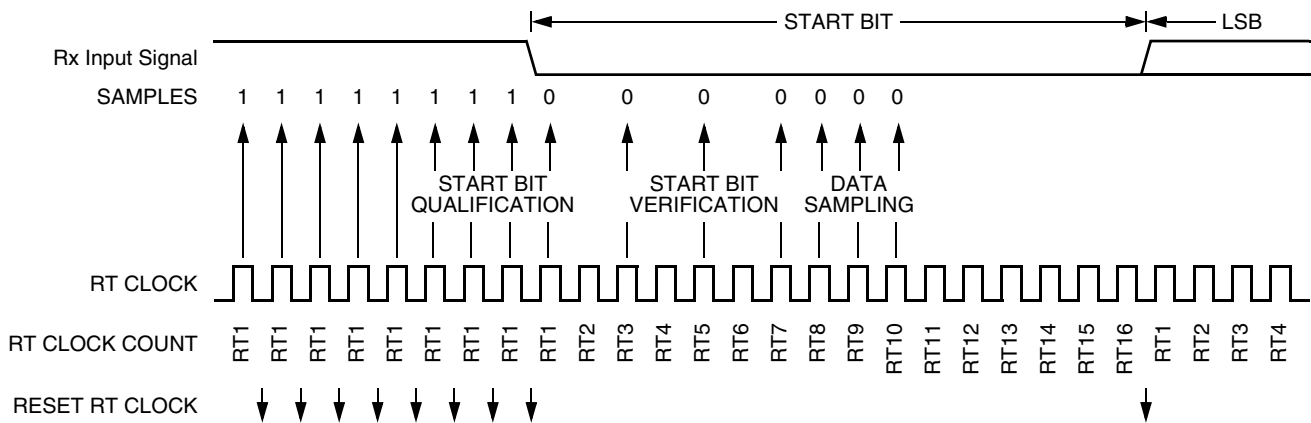 START BIT LSB
Rx Input Signal
SAMPLES 1 1 1 1 1 1 1 1 0 0 0 0 0 0 0
START BIT QUALIFICATION
START BIT VERIFICATION
DATA SAMPLING
RT CLOCK
RT CLOCK COUNT RT1 RT1 RT1 RT1 RT1 RT1 RT1 RT1 RT1 RT2 RT3 RT4 RT5 RT6 RT7 RT8 RT9 RT10 RT11 RT12 RT13 RT14 RT15 RT16 RT1 RT2 RT3 RT4
RESET RT CLOCK